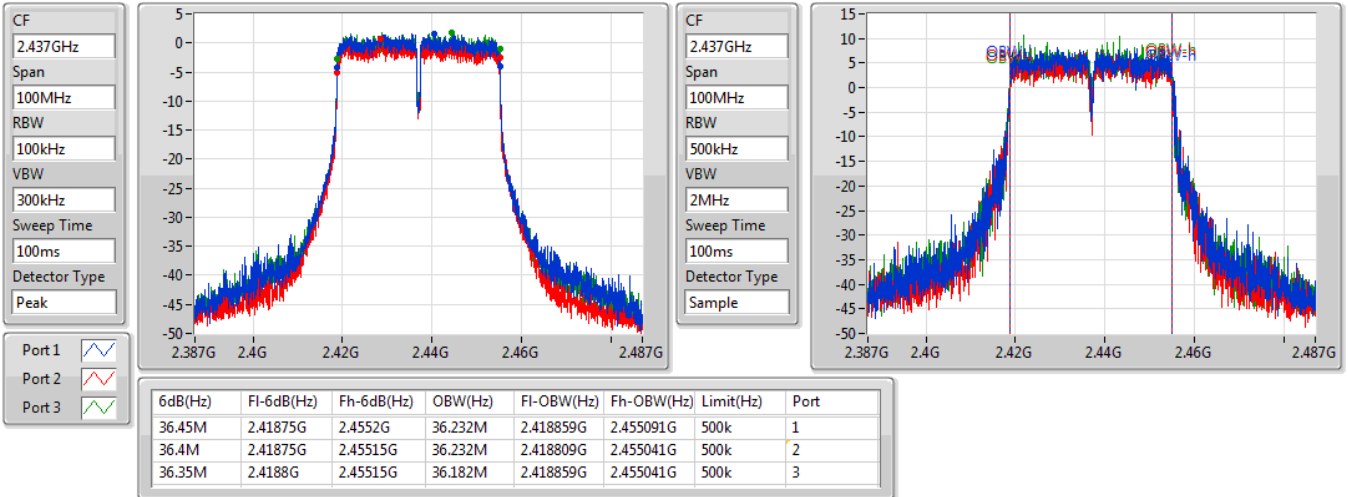 CF
2.437GHz
Span
100MHz
RBW
100kHz
VBW
300kHz
Sweep Time
100ms
Detector Type
Peak
5
0
-5
-10
-15
-20
-25
-30
-35
-40
-45
-50
2.387G 2.4G 2.42G 2.44G 2.46G 2.487G
CF
2.437GHz
Span
100MHz
RBW
500kHz
VBW
2MHz
Sweep Time
100ms
Detector Type
Sample
15
10
5
0
-5
-10
-15
-20
-25
-30
-35
-40
-45
-50
OBW-h
2.387G 2.4G 2.42G 2.44G 2.46G 2.487G
Port 1
Port 2
Port 3
6dB(Hz) Fl-6dB(Hz) Fh-6dB(Hz) OBW(Hz) Fl-OBW(Hz) Fh-OBW(Hz) Limit(Hz) Port
36.45M 2.41875G 2.4552G 36.232M 2.418859G 2.455091G 500k 1
36.4M 2.41875G 2.45515G 36.232M 2.418809G 2.455041G 500k 2
36.35M 2.4188G 2.45515G 36.182M 2.418859G 2.455041G 500k 3